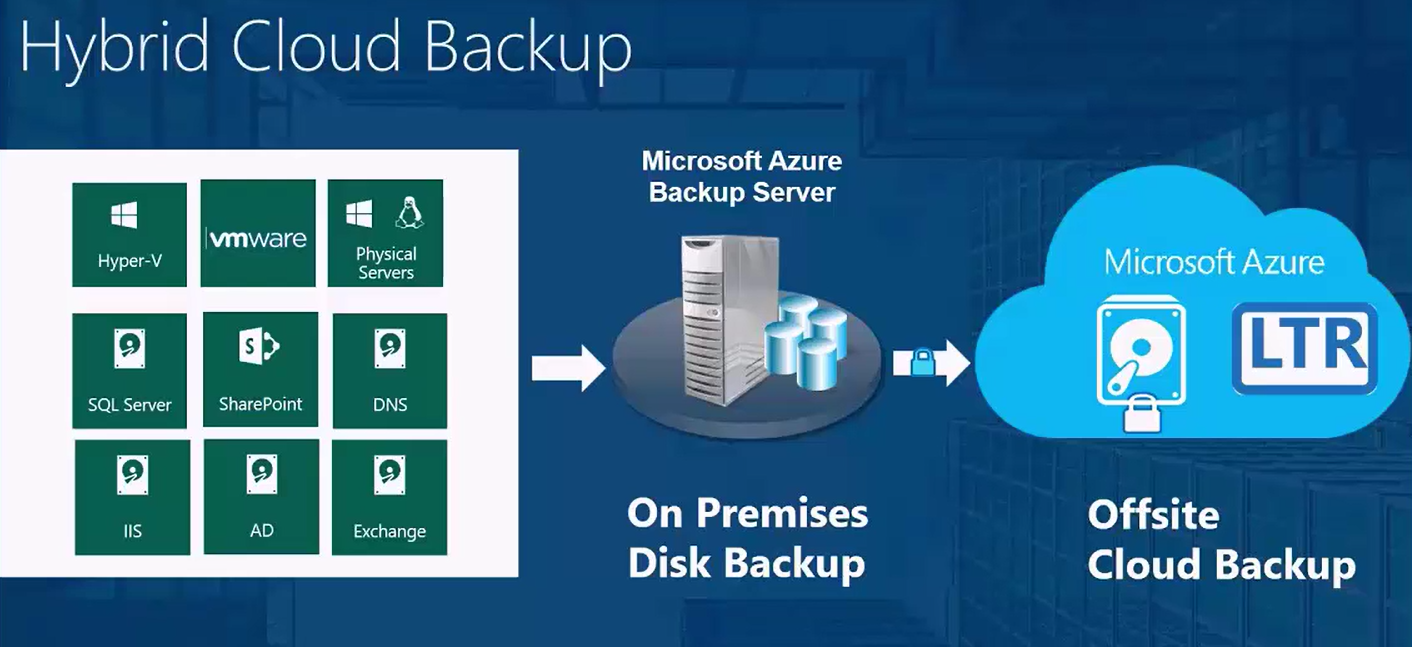 Hybrid Cloud Backup
Hyper-V
vmware
Physical
Servers
SQL Server
S
SharePoint
DNS
IIS
AD
Exchange
Microsoft Azure
Backup Server
On Premises
Disk Backup
Microsoft Azure
LTR
Offsite
Cloud Backup